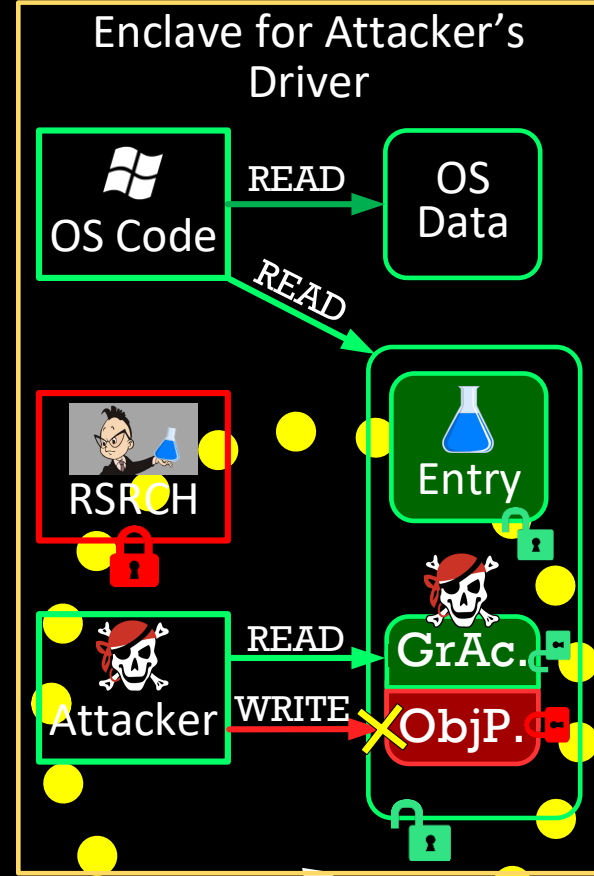 Enclave for Attacker's
Driver
OS Code
READ
OS
Data
READ
RSRCH
Entry
Attacker
READ
WRITE
GrAc.
ObjP.